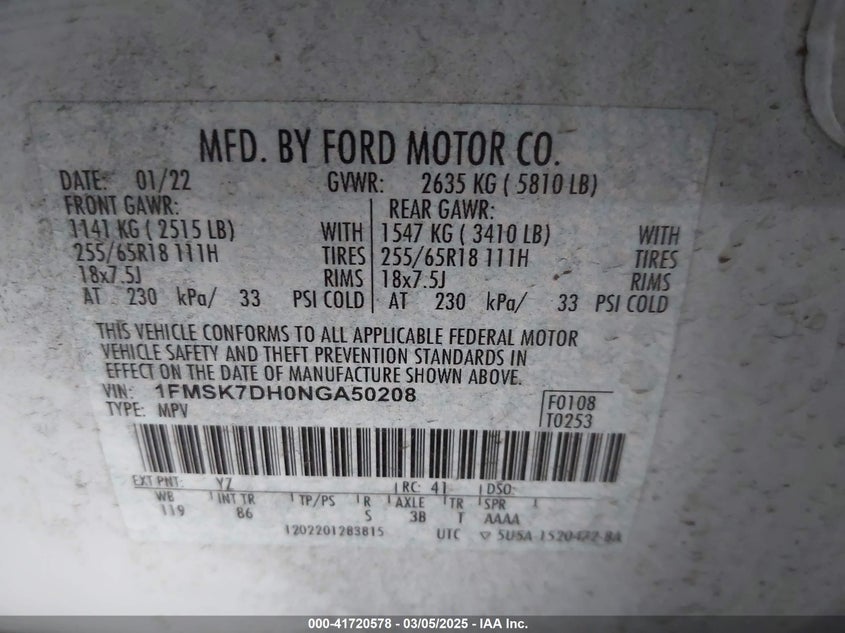 MFD. BY FORD MOTOR CO.
DATE: 01/22 GVWR: 2635 KG ( 5810 LB)
FRONT GAWR: REAR GAWR:
1141 KG ( 2515 LB) WITH 1547 KG ( 3410 LB) WITH
255/65R18 111H TIRES 255/65R18 111H TIRES
18x7.5J RIMS 18x7.5J RIMS
AT 230 kPa/ 33 PSI COLD AT 230 kPa/ 33 PSI COLD
THIS VEHICLE CONFORMS TO ALL APPLICABLE FEDERAL MOTOR
VEHICLE SAFETY AND THEFT PREVENTION STANDARDS IN
EFFECT ON THE DATE OF MANUFACTURE SHOWN ABOVE.
VIN: 1FMSK7DH0NGA50208
TYPE: MPV
F0108
T0253
EXT PNT: YZ RC: 41 DSO:
WB INT TR TP/PS R AXLE TR SPR
119 86 S 3B T AAAA
1202201283815 UTC ▽ 5U5A-1520472-BA
000-41720578 — 03/05/2025 — IAA Inc.